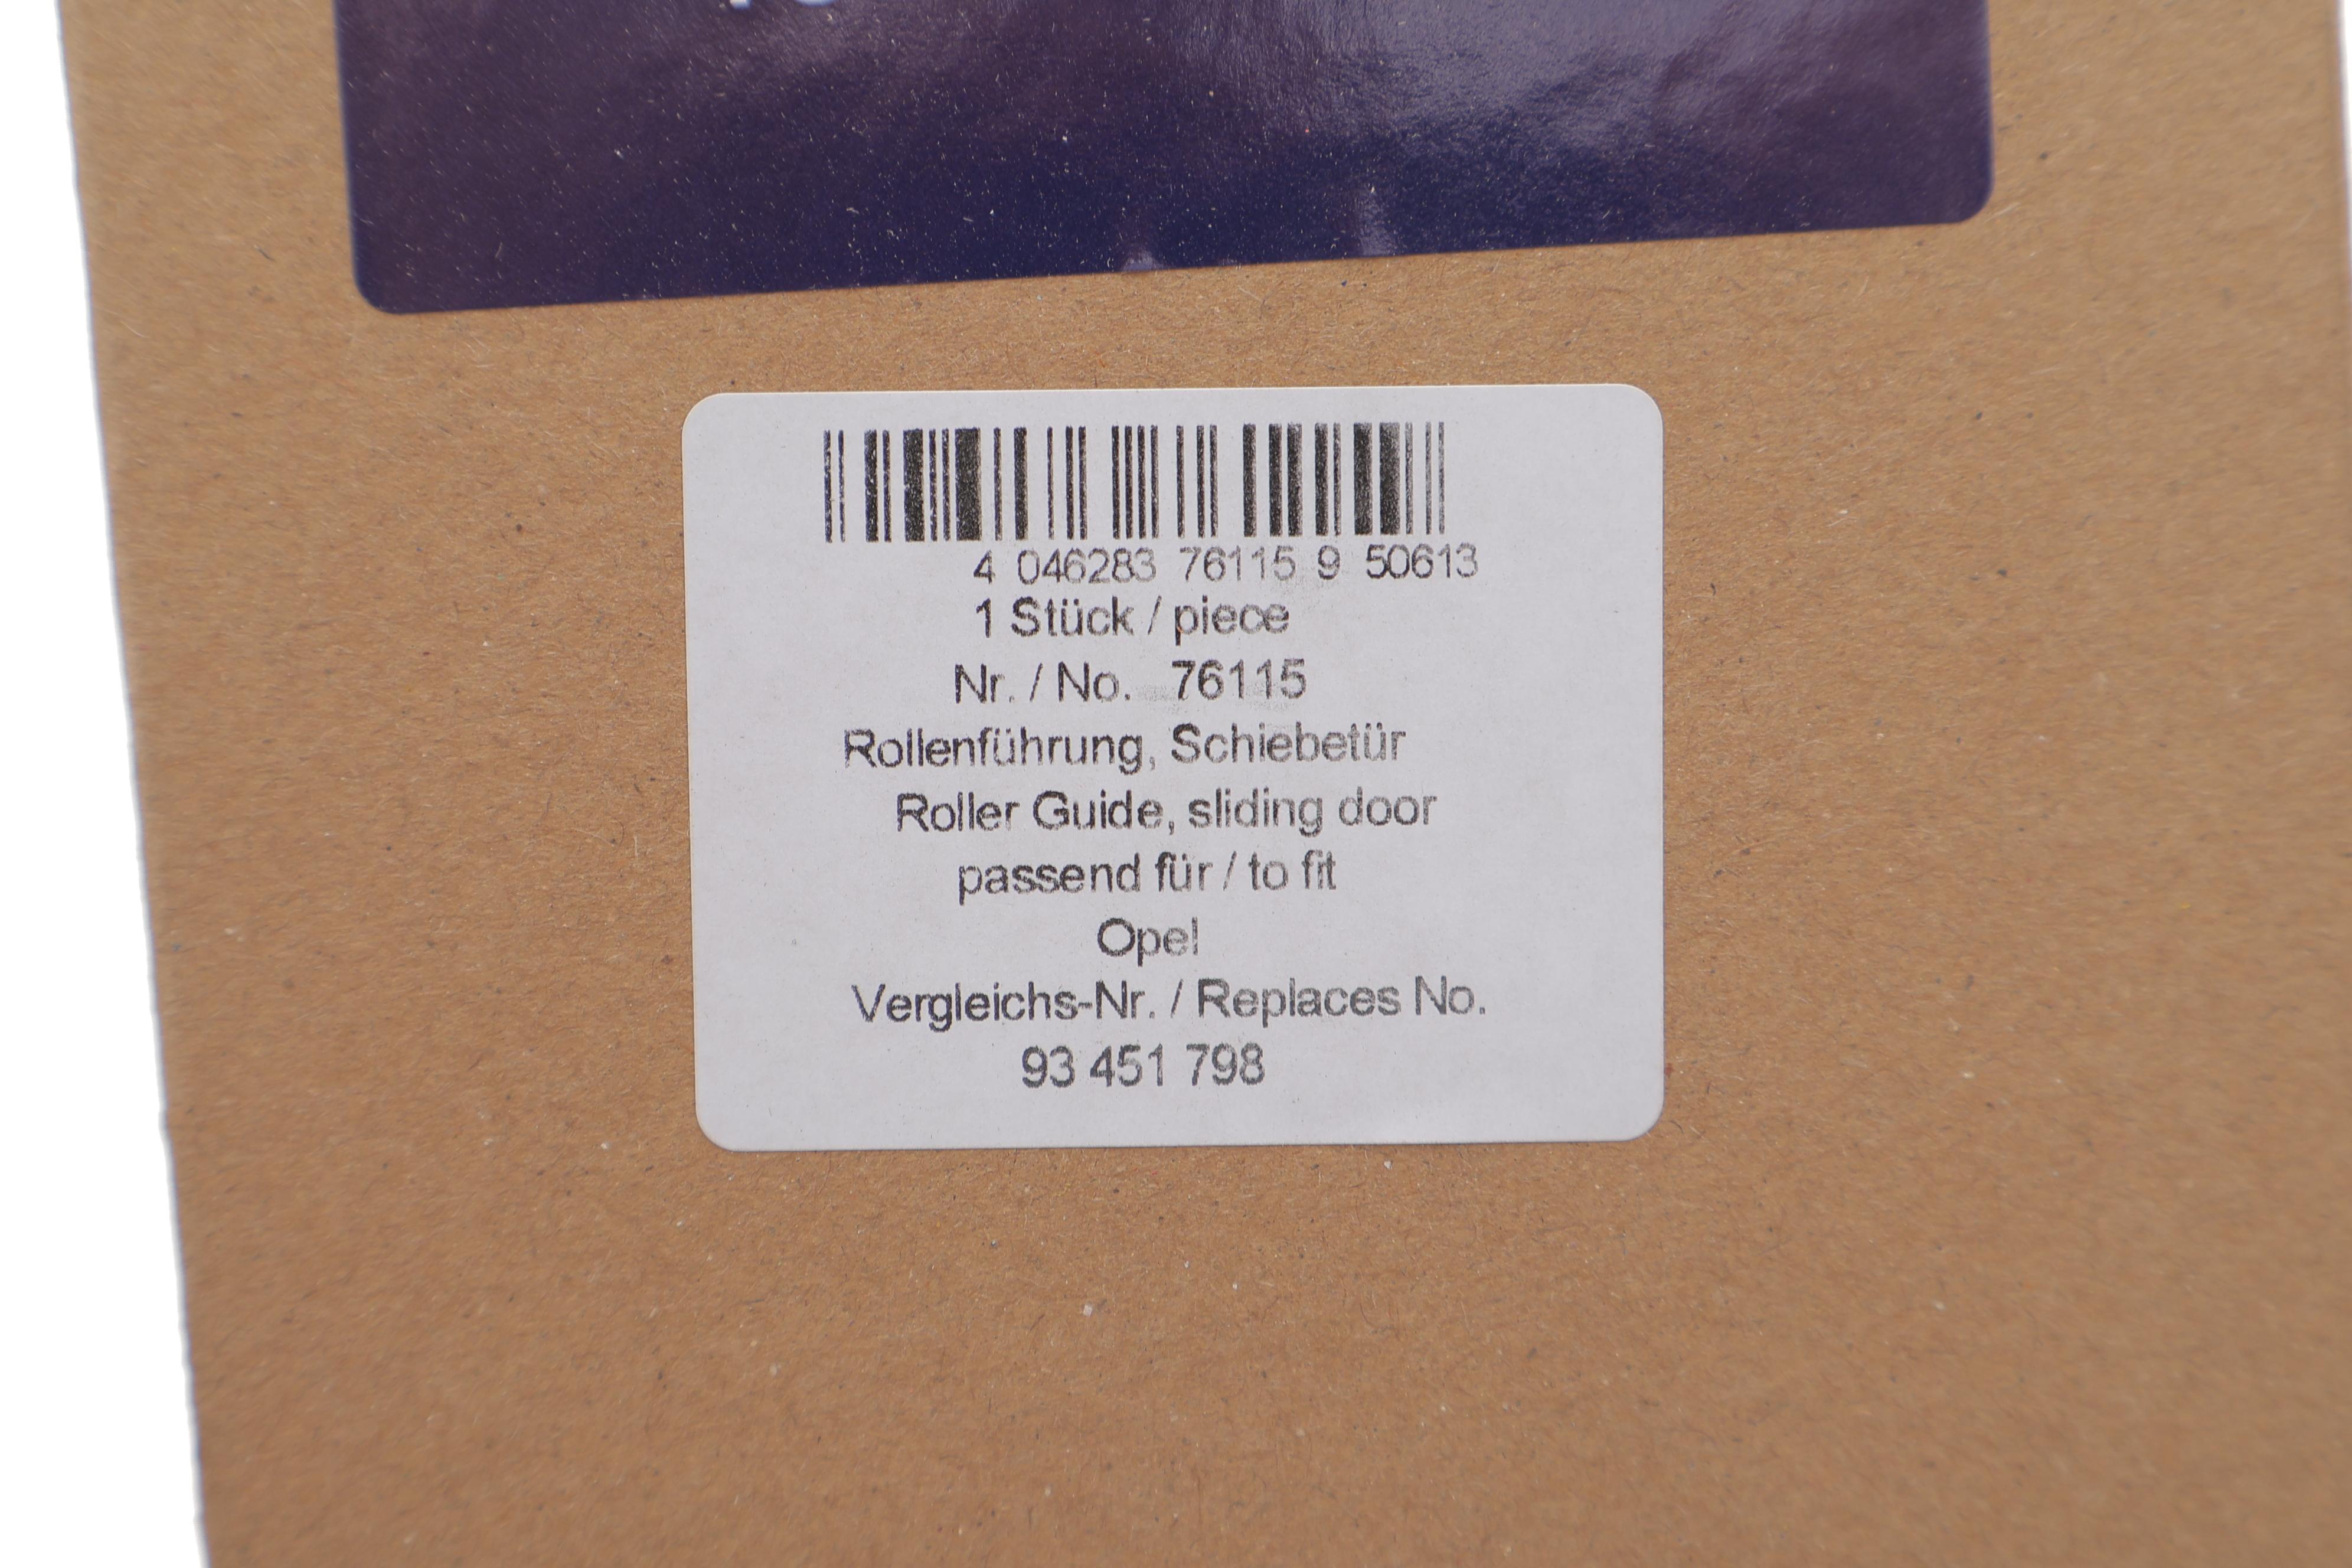 4 046283 76115 9 50613
1 Stück / piece
Nr. / No. 76115
Rollenführung, Schiebetür
Roller Guide, sliding door
passend für / to fit
Opel
Vergleichs-Nr. / Replaces No.
93 451 798